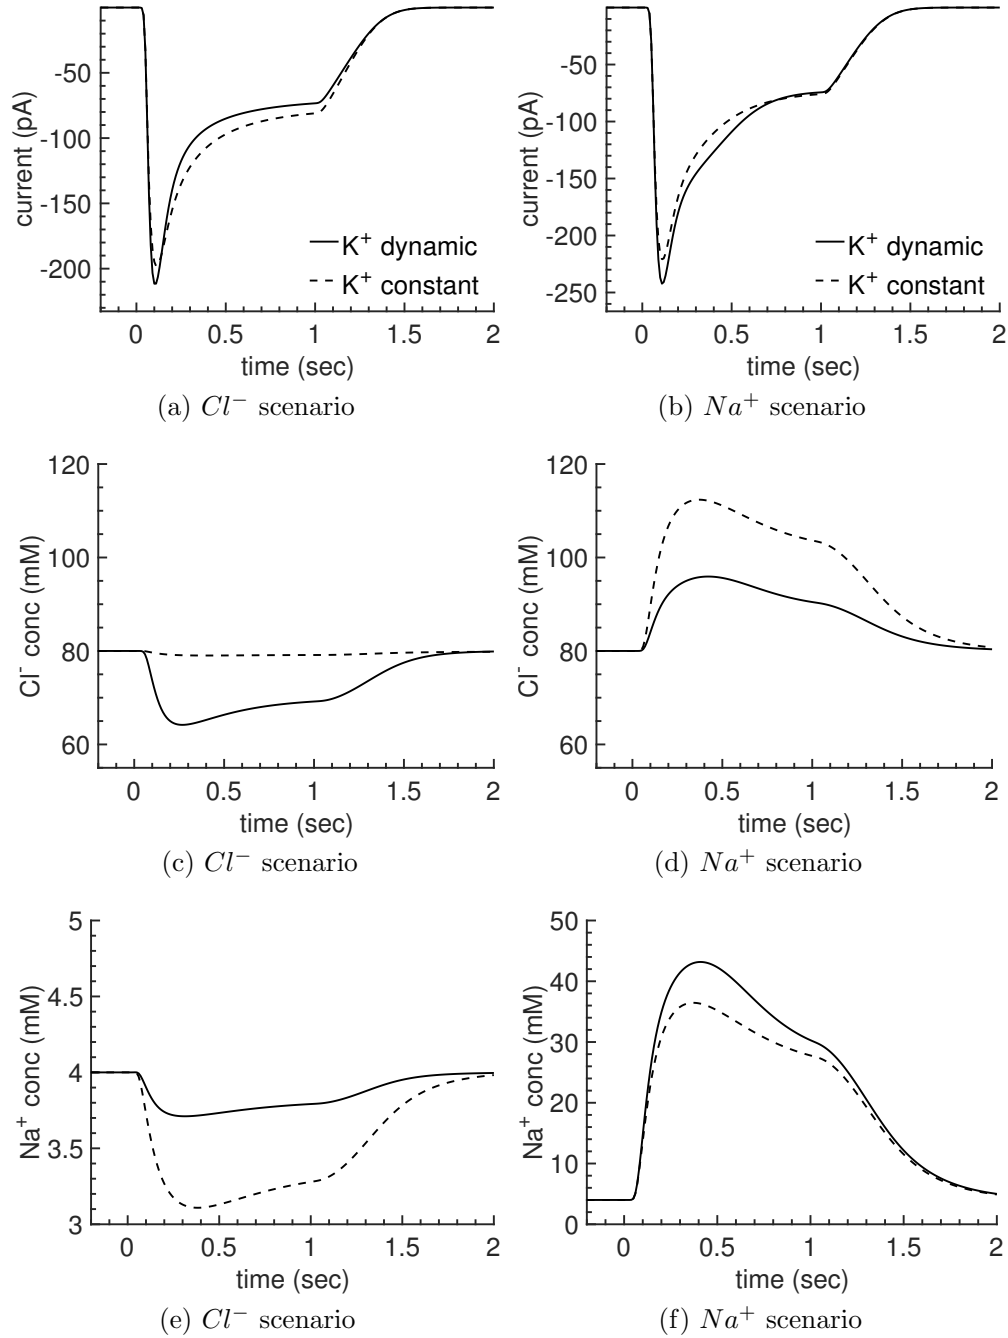 current (pA)
-50
-100
-150
-200
K+ dynamic
K+ constant
0 0.5 1 1.5 2
time (sec)
(a) Cl− scenario
current (pA)
-50
-100
-150
-200
-250
K+ dynamic
K+ constant
0 0.5 1 1.5 2
time (sec)
(b) Na+ scenario
Cl- conc (mM)
120
100
80
60
0 0.5 1 1.5 2
time (sec)
(c) Cl− scenario
Cl- conc (mM)
120
100
80
60
0 0.5 1 1.5 2
time (sec)
(d) Na+ scenario
Na+ conc (mM)
5
4.5
4
3.5
3
0 0.5 1 1.5 2
time (sec)
(e) Cl− scenario
Na+ conc (mM)
50
40
30
20
10
0
0 0.5 1 1.5 2
time (sec)
(f) Na+ scenario